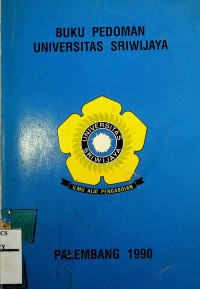 BUKU PEDOMAN
UNIVERSITAS SRIWIJAYA
UNIVERSITAS
SRIWIJAYA
ILMU ALAT PENGABDIAN
PALEMBANG 1990